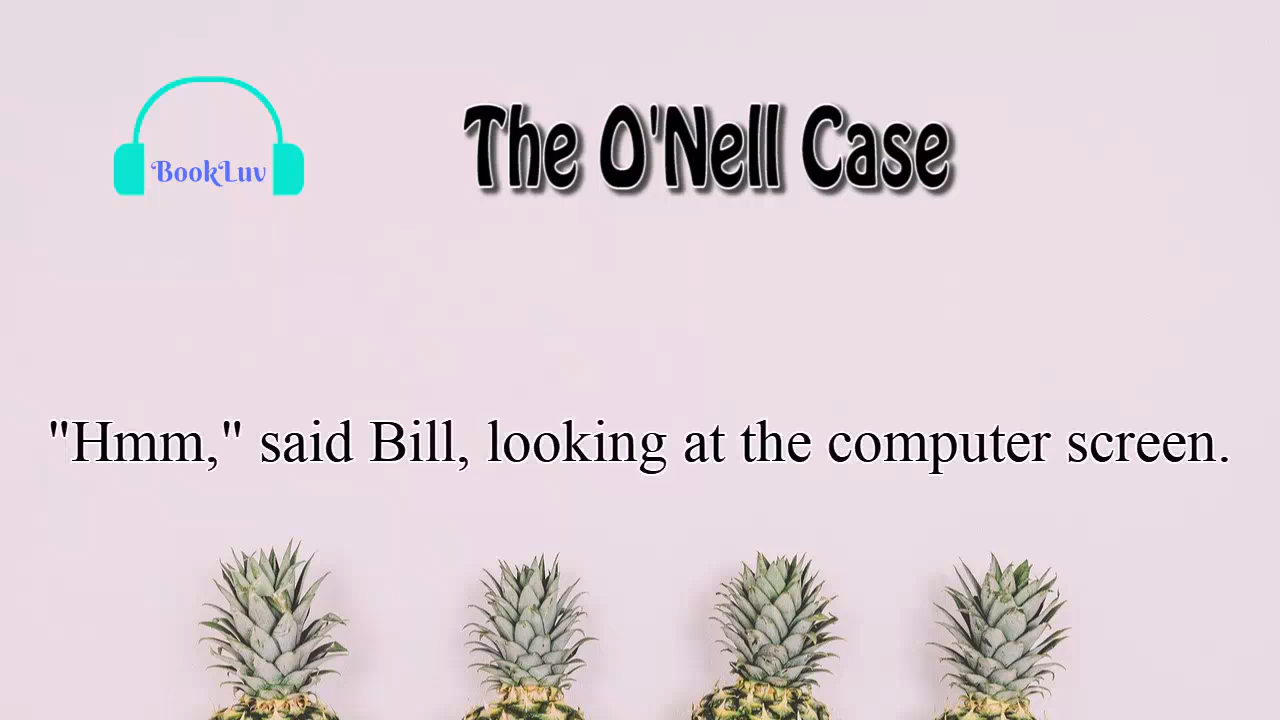 BookLuv
The O'Nell Case
"Hmm," said Bill, looking at the computer screen.